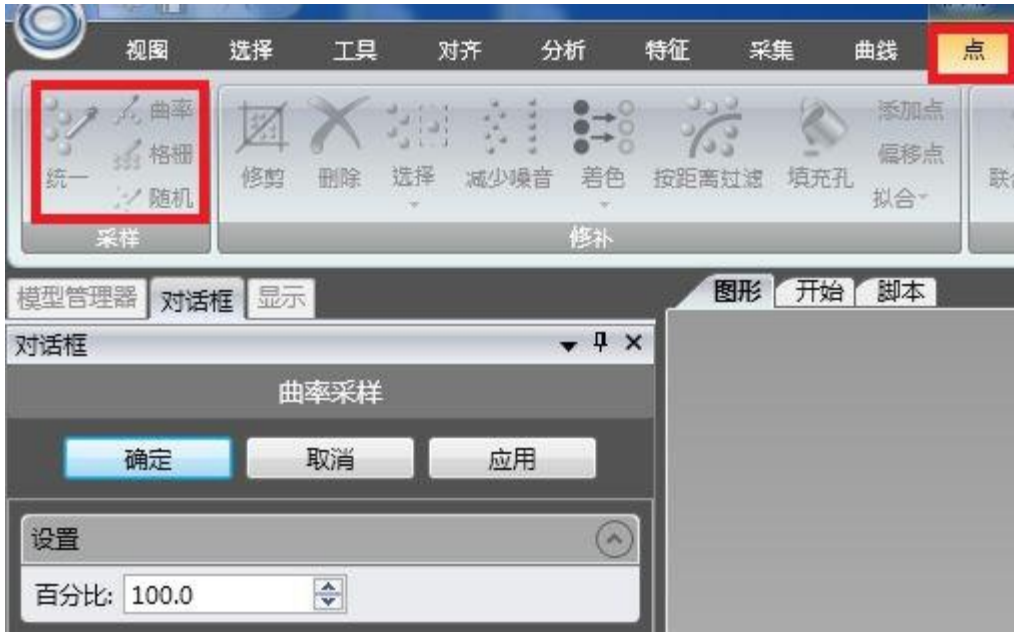 视图 选择 工具 对齐 分析 特征 采集 曲线 点
曲率 添加点
格栅 偏移点
统一 随机 修剪 删除 选择 减少噪音 着色 按距离过滤 填充孔 拟合
采样 修补
模型管理器 对话框 显示 图形 开始 脚本
对话框
曲率采样
确定 取消 应用
设置
百分比: 100.0